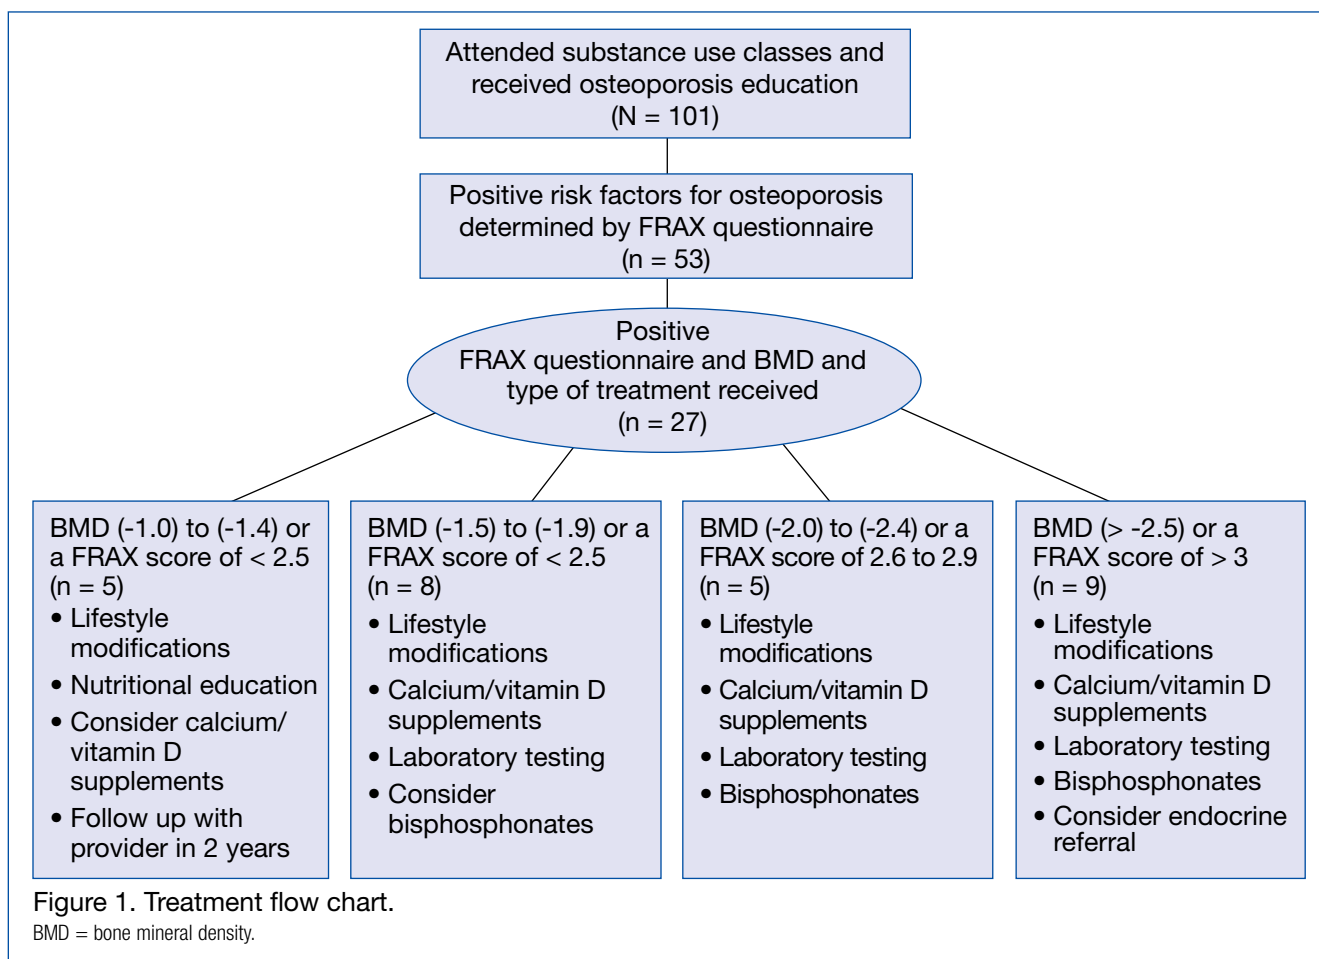 Attended substance use classes and
received osteoporosis education
(N = 101)
Positive risk factors for osteoporosis
determined by FRAX questionnaire
(n = 53)
Positive
FRAX questionnaire and BMD and
type of treatment received
(n = 27)
BMD (-1.0) to (-1.4) or
a FRAX score of < 2.5
(n = 5)
• Lifestyle
modifications
• Nutritional education
• Consider calcium/
vitamin D
supplements
• Follow up with
provider in 2 years
BMD (-1.5) to (-1.9) or a
FRAX score of < 2.5
(n = 8)
• Lifestyle
modifications
• Calcium/vitamin D
supplements
• Laboratory testing
• Consider
bisphosphonates
BMD (-2.0) to (-2.4) or a
FRAX score of 2.6 to 2.9
(n = 5)
• Lifestyle
modifications
• Calcium/vitamin D
supplements
• Laboratory testing
• Bisphosphonates
BMD (> -2.5) or a
FRAX score of > 3
(n = 9)
• Lifestyle
modifications
• Calcium/vitamin D
supplements
• Laboratory testing
• Bisphosphonates
• Consider endocrine
referral
Figure 1. Treatment flow chart.
BMD = bone mineral density.